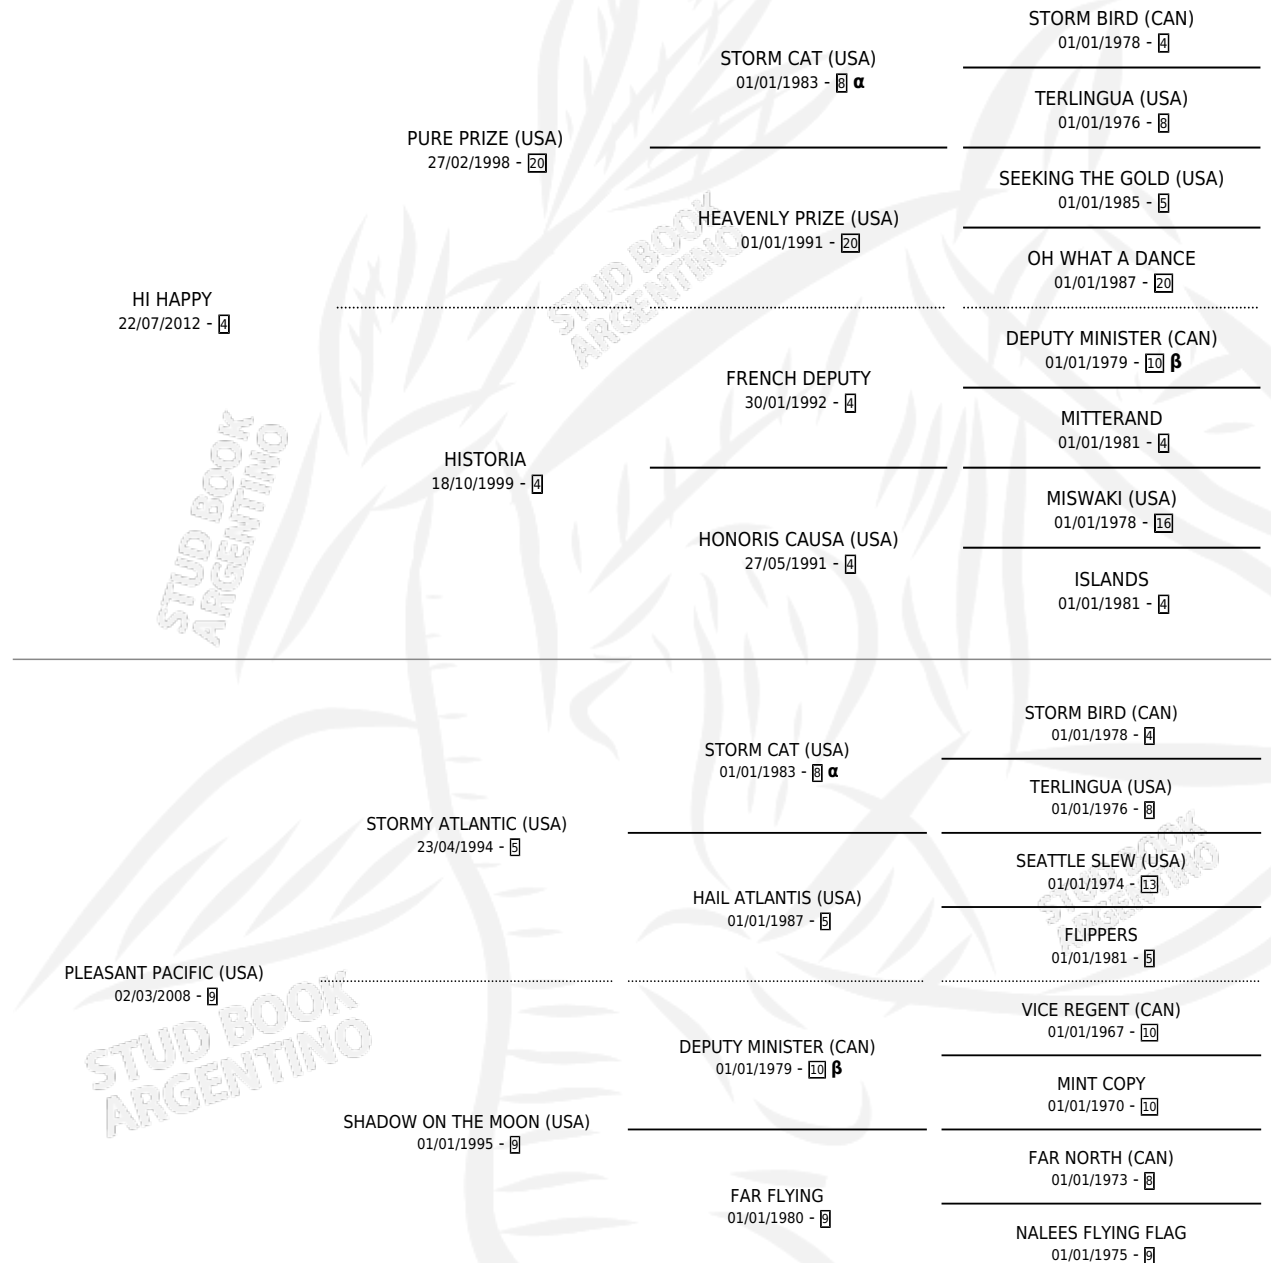 STORM BIRD (CAN)
01/01/1978 - 4
STORM CAT (USA)
01/01/1983 - 8 α
TERLINGUA (USA)
01/01/1976 - 8
PURE PRIZE (USA)
27/02/1998 - 20
SEEKING THE GOLD (USA)
01/01/1985 - 5
HEAVENLY PRIZE (USA)
01/01/1991 - 20
OH WHAT A DANCE
01/01/1987 - 20
HI HAPPY
22/07/2012 - 4
DEPUTY MINISTER (CAN)
01/01/1979 - 10 β
FRENCH DEPUTY
30/01/1992 - 4
MITTERAND
01/01/1981 - 4
HISTORIA
18/10/1999 - 4
MISWAKI (USA)
01/01/1978 - 16
HONORIS CAUSA (USA)
27/05/1991 - 4
ISLANDS
01/01/1981 - 4
STUD BOOK
ARGENTINO
STUD BOOK
ARGENTINO
STORM BIRD (CAN)
01/01/1978 - 4
STORM CAT (USA)
01/01/1983 - 8 α
TERLINGUA (USA)
01/01/1976 - 8
STORMY ATLANTIC (USA)
23/04/1994 - 5
SEATTLE SLEW (USA)
01/01/1974 - 13
HAIL ATLANTIS (USA)
01/01/1987 - 5
FLIPPERS
01/01/1981 - 5
PLEASANT PACIFIC (USA)
02/03/2008 - 9
VICE REGENT (CAN)
01/01/1967 - 10
DEPUTY MINISTER (CAN)
01/01/1979 - 10 β
MINT COPY
01/01/1970 - 10
SHADOW ON THE MOON (USA)
01/01/1995 - 9
FAR NORTH (CAN)
01/01/1973 - 8
FAR FLYING
01/01/1980 - 9
NALEES FLYING FLAG
01/01/1975 - 9
STUD BOOK
ARGENTINO
STUD BOOK
ARGENTINO